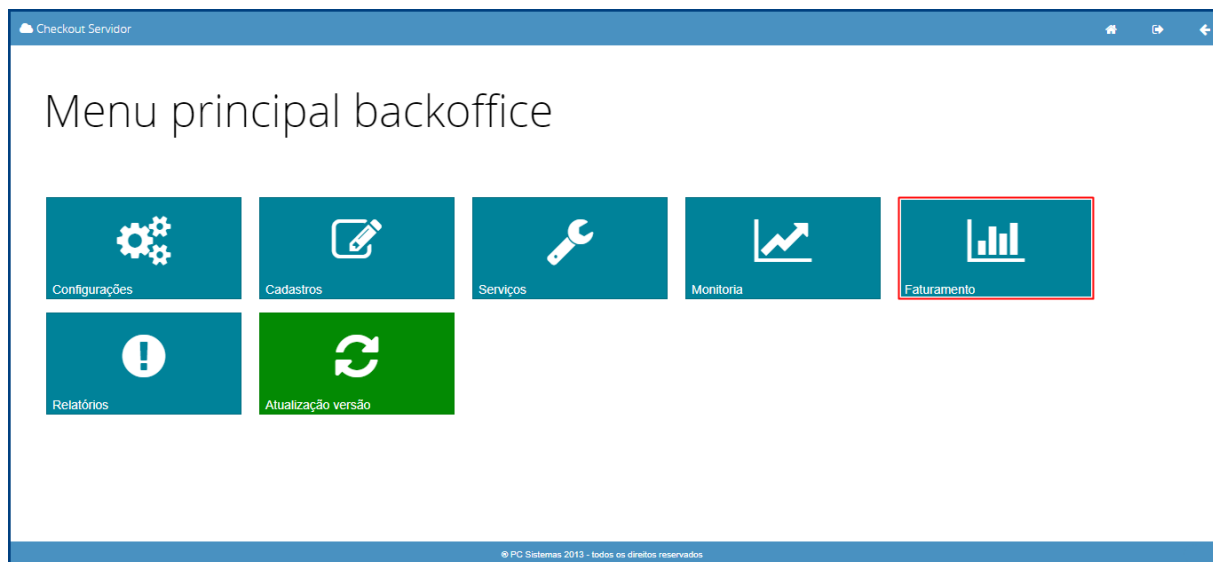 Checkout Servidor
Menu principal backoffice
Configurações
Cadastros
Serviços
Monitoria
Faturamento
Relatórios
Atualização versão
© PC Sistemas 2013 - todos os direitos reservados